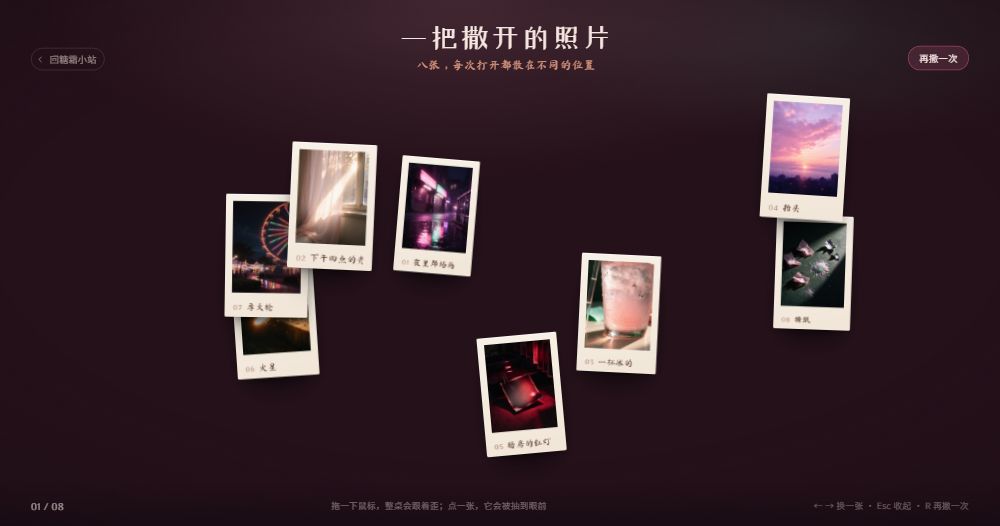 一把撒开的照片
八张，每次打开都散在不同的位置
回糖霜小站
再撒一次
04 抬头
02 下午四点的光
01 夜里那场雨
07 摩天轮
08 糖纸
03 一杯冰的
06 火星
05 暗房的红灯
01 / 08
拖一下鼠标，整桌会跟着歪；点一张，它会被抽到眼前
← → 换一张 · Esc 收起 · R 再撒一次